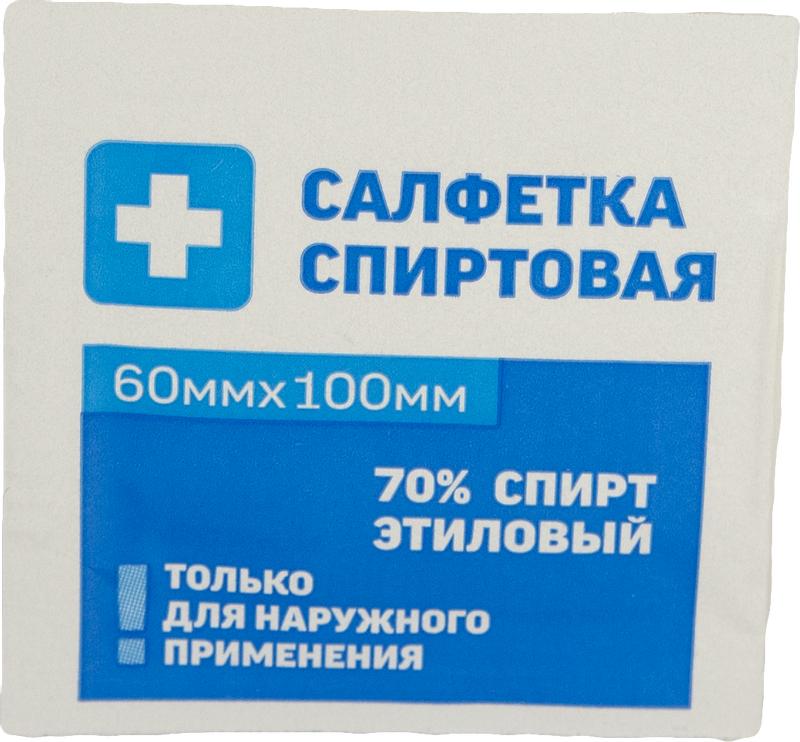 САЛФЕТКА
СПИРТОВАЯ
60ммх100мм
70% СПИРТ
ЭТИЛОВЫЙ
! ТОЛЬКО
ДЛЯ НАРУЖНОГО
ПРИМЕНЕНИЯ